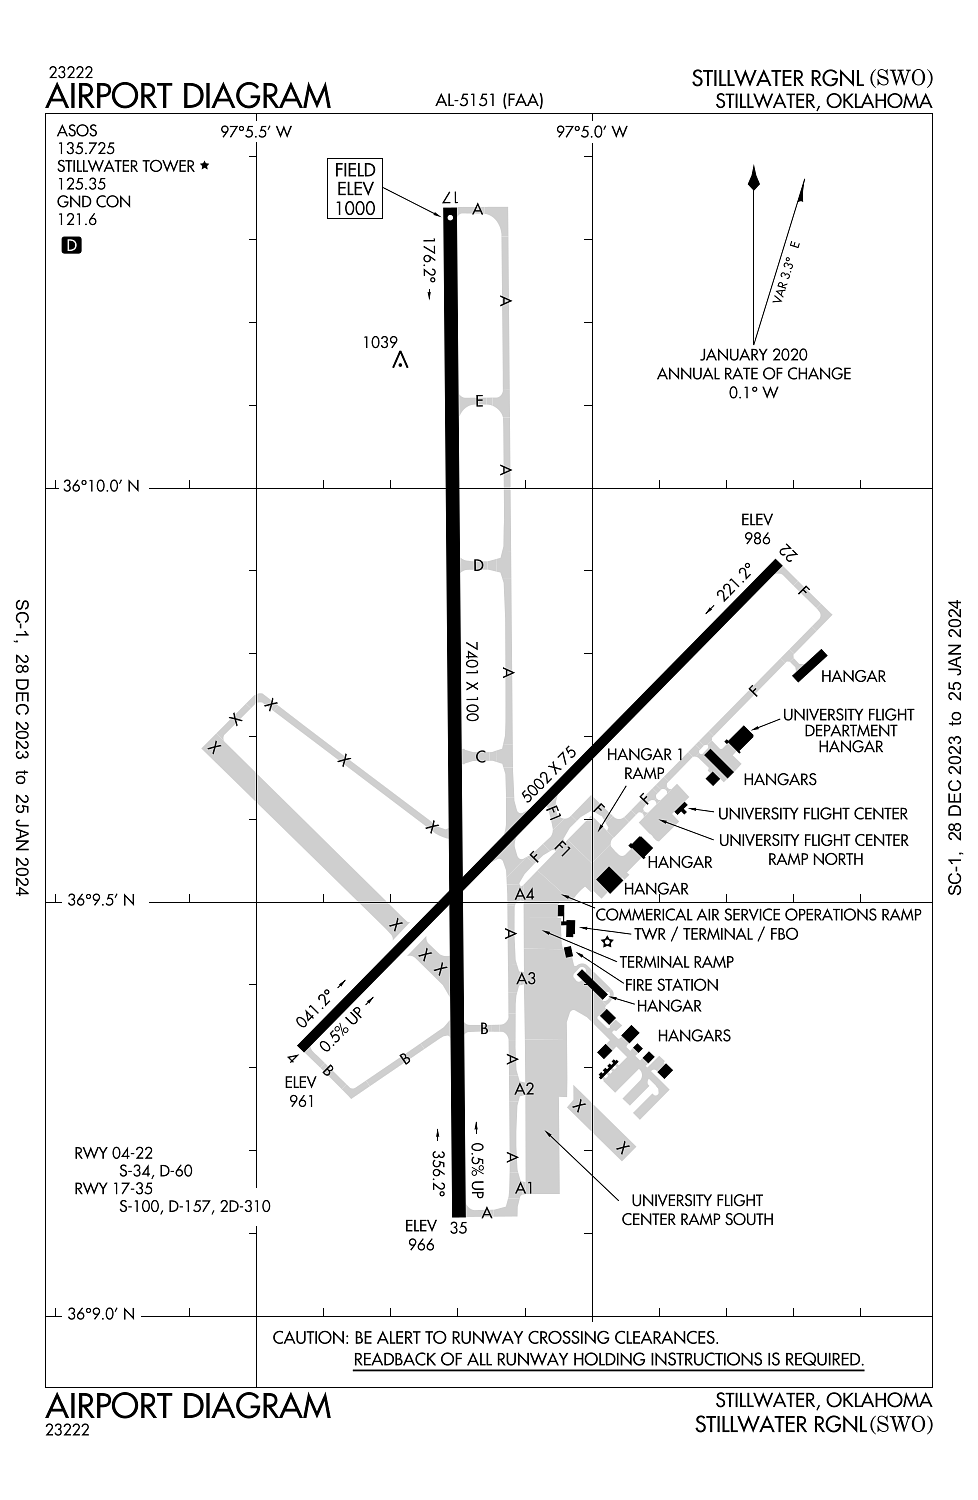 23222
AIRPORT DIAGRAM
AL-5151 (FAA)
STILLWATER RGNL (SWO)
STILLWATER, OKLAHOMA
ASOS
135.725
STILLWATER TOWER ★
125.35
GND CON
121.6
D
97°5.5' W
97°5.0' W
FIELD
ELEV
1000
17
A
176.2°
A
VAR 3.3° E
1039
JANUARY 2020
ANNUAL RATE OF CHANGE
0.1° W
E
A
36°10.0' N
ELEV
986
22
D
221.2°
F
7401 X 100
A
HANGAR
F
X
X
X
X
X
UNIVERSITY FLIGHT
DEPARTMENT
HANGAR
C
5002 X 75
HANGAR 1
RAMP
HANGARS
F
F
F1
UNIVERSITY FLIGHT CENTER
UNIVERSITY FLIGHT CENTER
RAMP NORTH
F
F1
HANGAR
HANGAR
A4
36°9.5' N
COMMERICAL AIR SERVICE OPERATIONS RAMP
TWR / TERMINAL / FBO
X
X
X
A
TERMINAL RAMP
A3
FIRE STATION
HANGAR
041.2°
0.5% UP
B
HANGARS
4
B
B
A
ELEV
961
A2
X
X
356.2°
0.5% UP
A
A1
RWY 04-22
S-34, D-60
RWY 17-35
S-100, D-157, 2D-310
UNIVERSITY FLIGHT
CENTER RAMP SOUTH
A
ELEV
966
35
36°9.0' N
CAUTION: BE ALERT TO RUNWAY CROSSING CLEARANCES.
READBACK OF ALL RUNWAY HOLDING INSTRUCTIONS IS REQUIRED.
AIRPORT DIAGRAM
23222
STILLWATER, OKLAHOMA
STILLWATER RGNL (SWO)
SC-1, 28 DEC 2023 to 25 JAN 2024
SC-1, 28 DEC 2023 to 25 JAN 2024